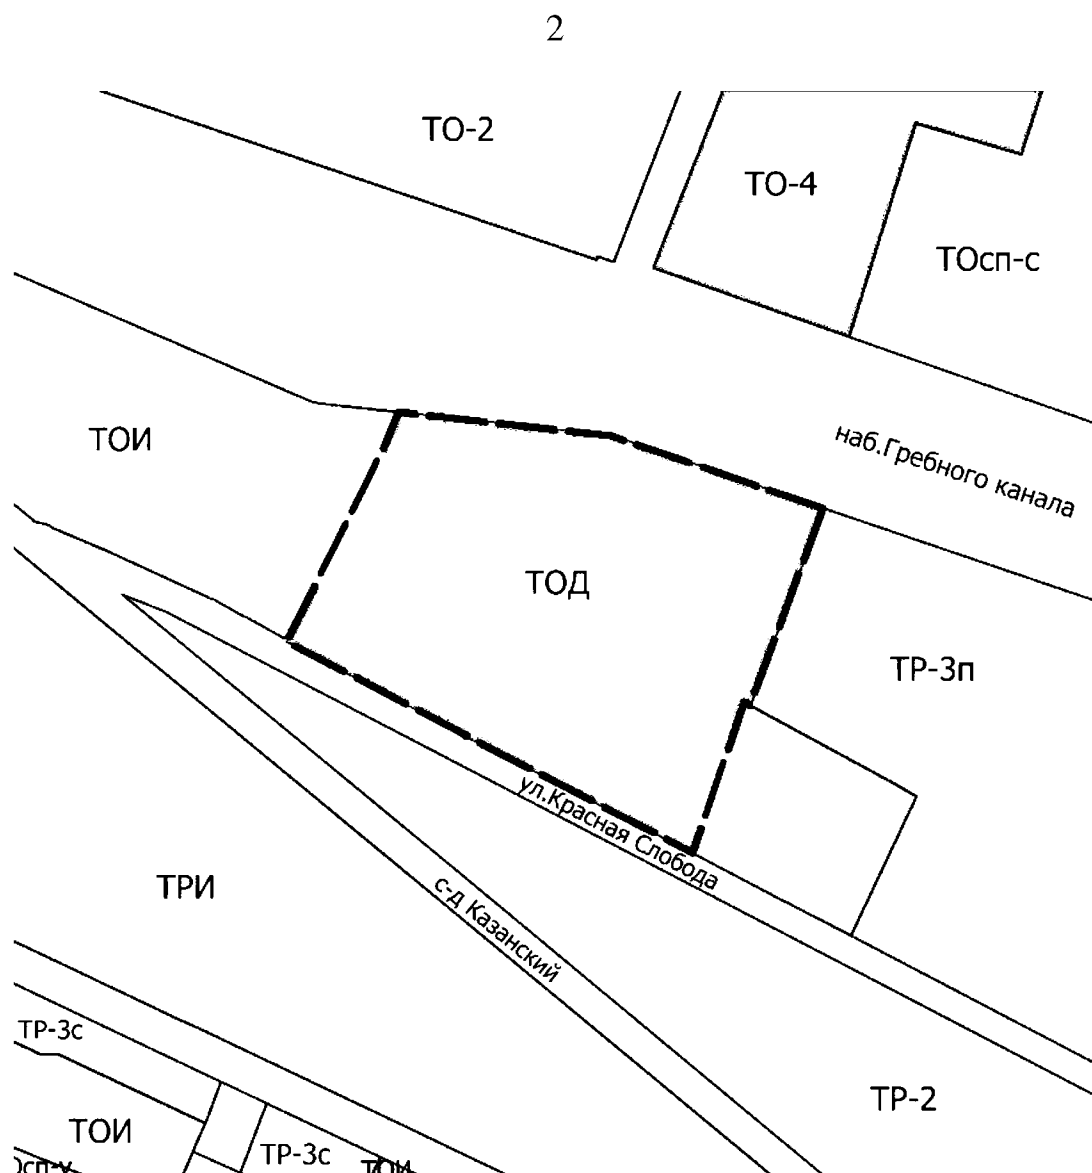 2
ТО-2
ТО-4
ТОсп-с
ТОИ
наб.Гребного канала
ТОД
ТР-3п
ул.Красная Слобода
ТРИ
с-д Казанский
ТР-3с
ТР-2
ТОИ
ТР-3с
ТОИ